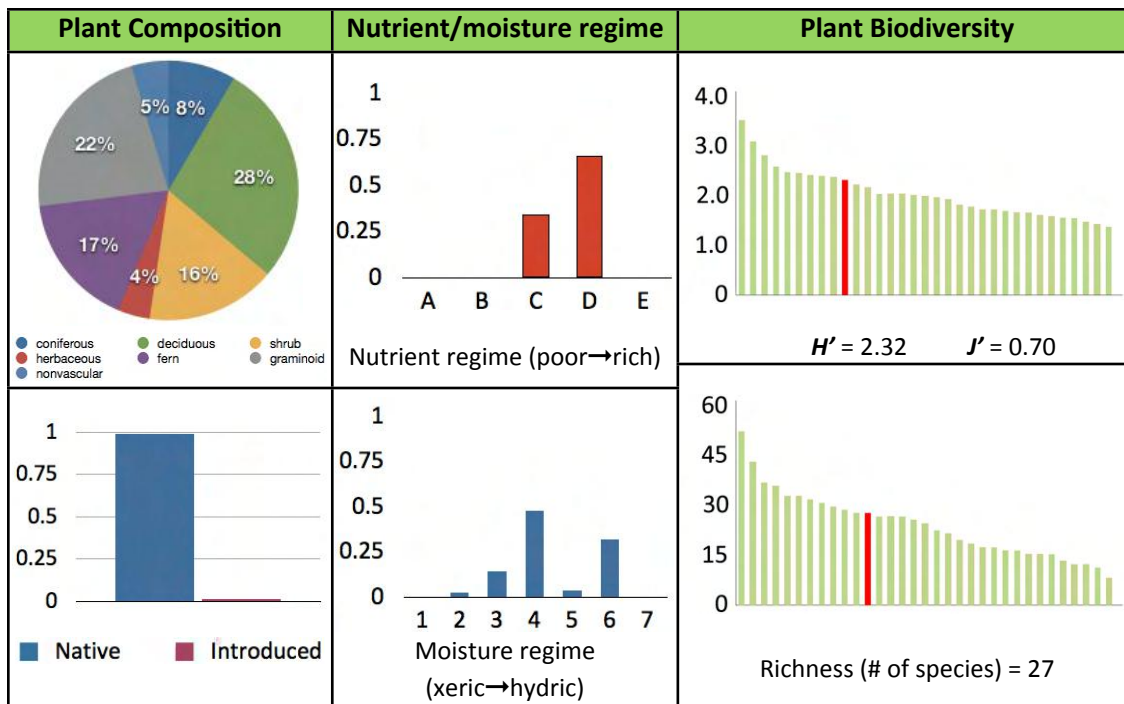 Plant Composition
Nutrient/moisture regime
Plant Biodiversity
5% 8%
28%
16%
4%
17%
22%
coniferous deciduous shrub
herbaceous fern graminoid
nonvascular
1
0.75
0.5
0.25
0
A B C D E
Nutrient regime (poor→rich)
4.0
3.0
2.0
1.0
0
H’ = 2.32 J’ = 0.70
1
0.75
0.5
0.25
0
Native Introduced
1
0.75
0.5
0.25
0
1 2 3 4 5 6 7
Moisture regime
(xeric→hydric)
60
45
30
15
0
Richness (# of species) = 27